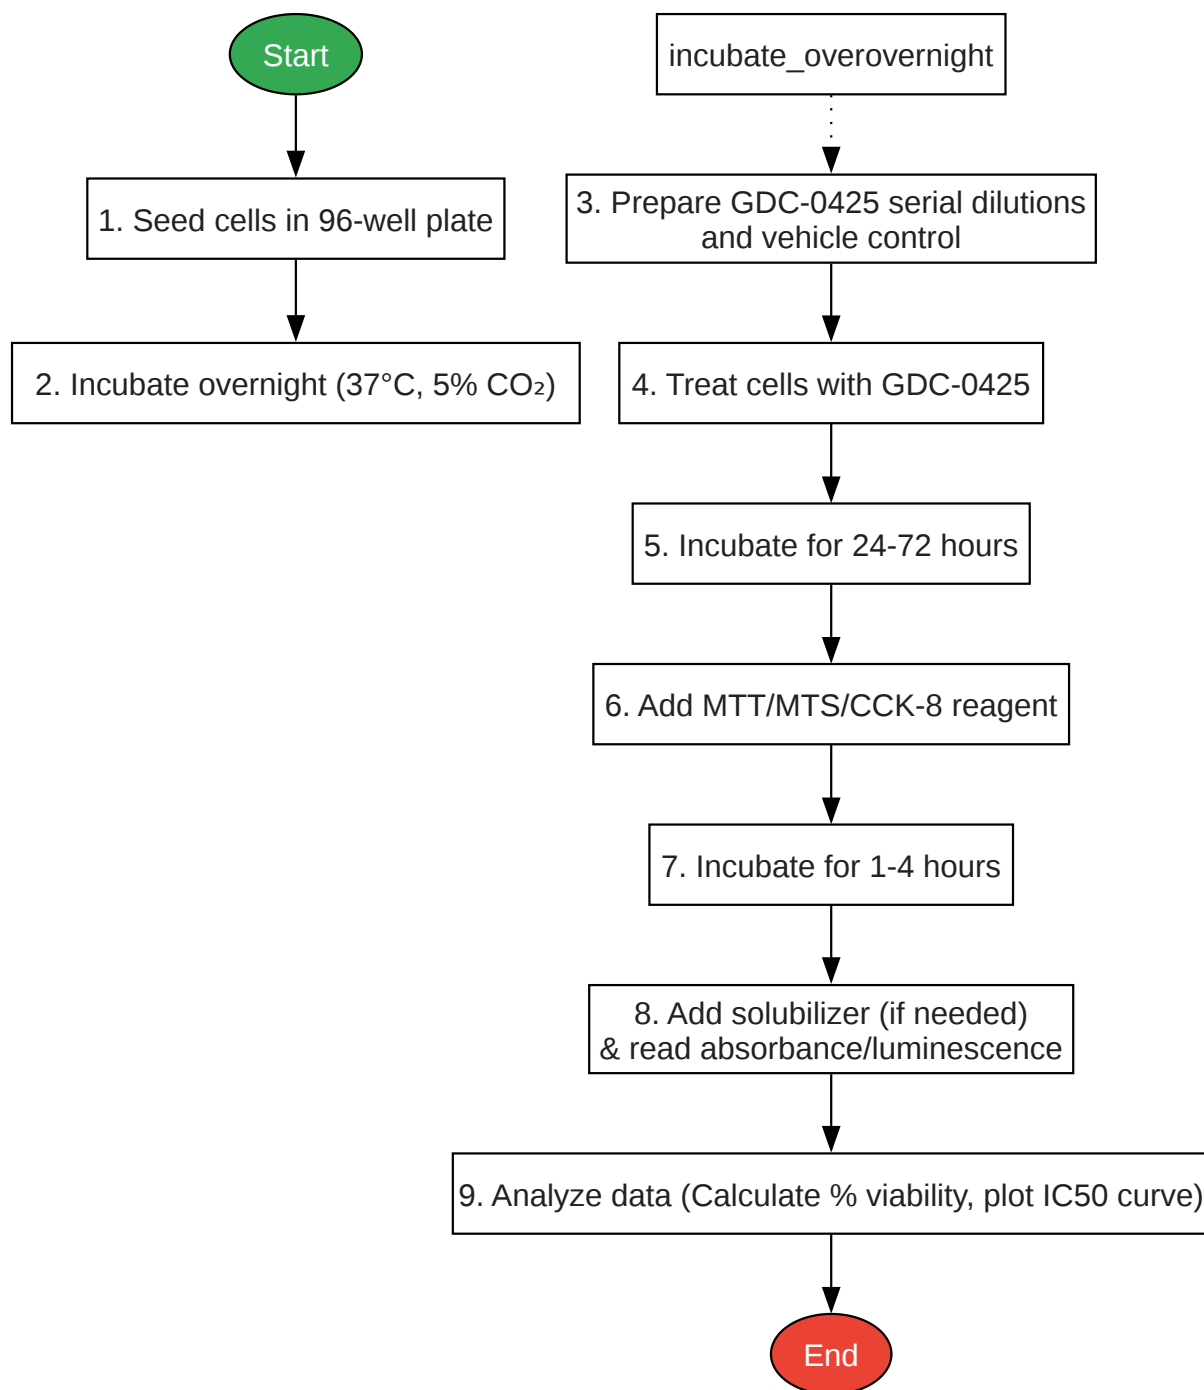 Start
1. Seed cells in 96-well plate
2. Incubate overnight (37°C, 5% CO₂)
incubate_overovernight
3. Prepare GDC-0425 serial dilutions
and vehicle control
4. Treat cells with GDC-0425
5. Incubate for 24-72 hours
6. Add MTT/MTS/CCK-8 reagent
7. Incubate for 1-4 hours
8. Add solubilizer (if needed)
& read absorbance/luminescence
9. Analyze data (Calculate % viability, plot IC50 curve)
End